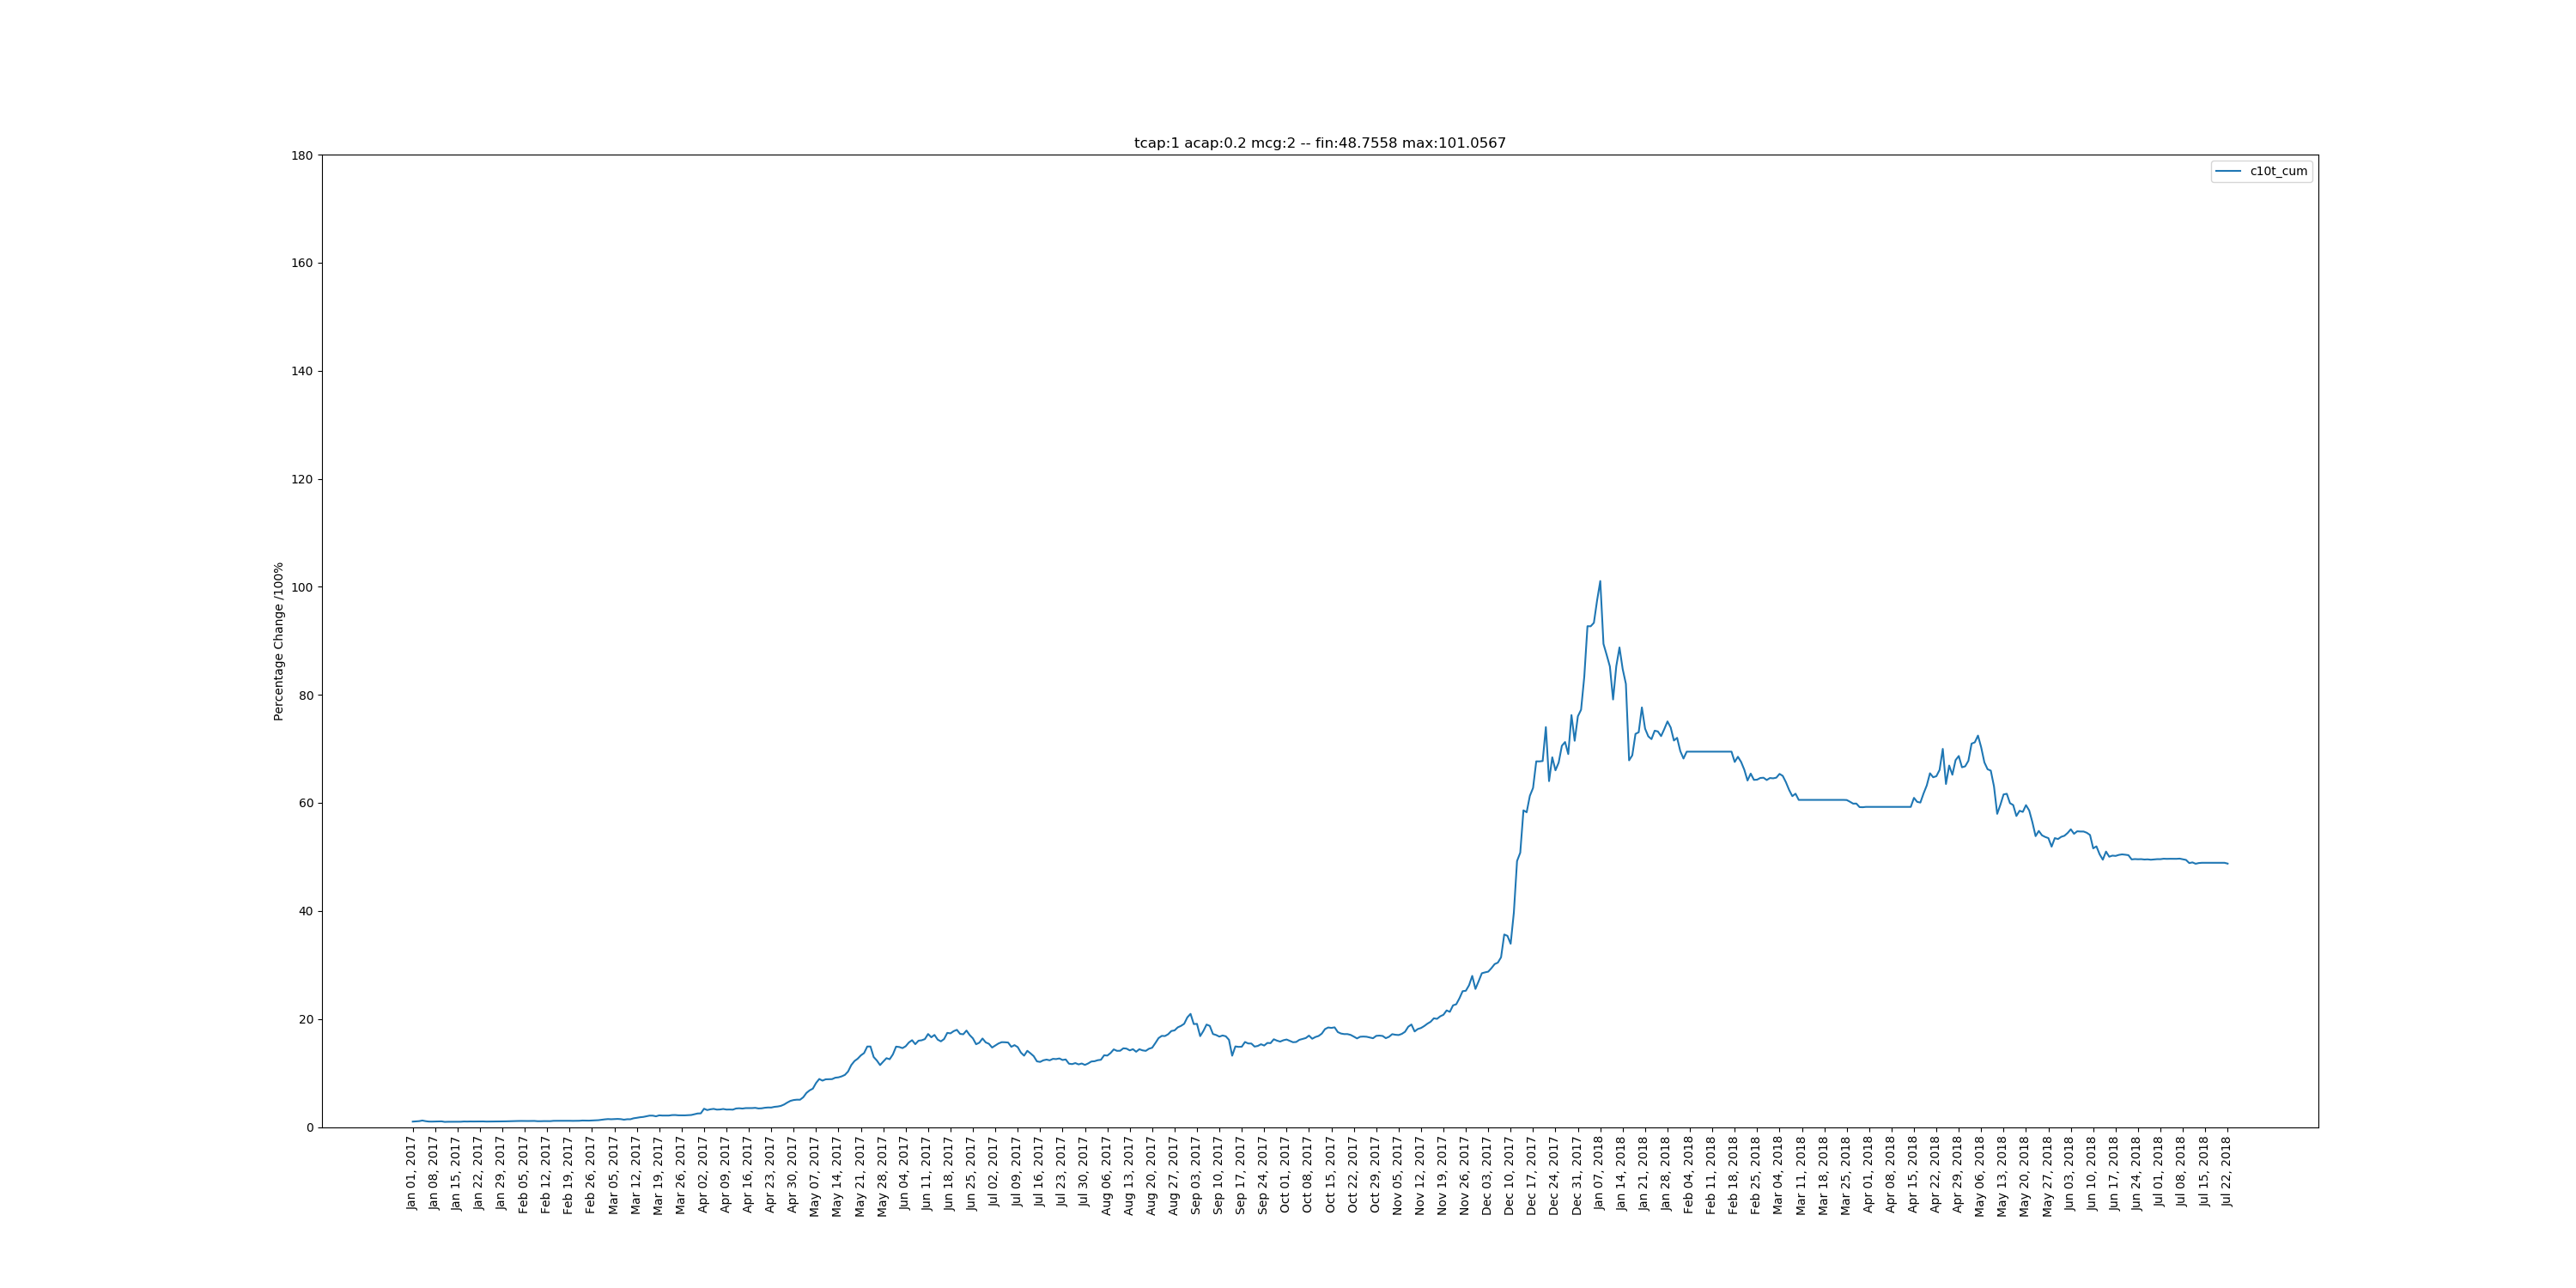 tcap:1 acap:0.2 mcg:2 -- fin:48.7558 max:101.0567
c10t_cum
Percentage Change /100%
180
160
140
120
100
80
60
40
20
0
Jan 01, 2017
Jan 08, 2017
Jan 15, 2017
Jan 22, 2017
Jan 29, 2017
Feb 05, 2017
Feb 12, 2017
Feb 19, 2017
Feb 26, 2017
Mar 05, 2017
Mar 12, 2017
Mar 19, 2017
Mar 26, 2017
Apr 02, 2017
Apr 09, 2017
Apr 16, 2017
Apr 23, 2017
Apr 30, 2017
May 07, 2017
May 14, 2017
May 21, 2017
May 28, 2017
Jun 04, 2017
Jun 11, 2017
Jun 18, 2017
Jun 25, 2017
Jul 02, 2017
Jul 09, 2017
Jul 16, 2017
Jul 23, 2017
Jul 30, 2017
Aug 06, 2017
Aug 13, 2017
Aug 20, 2017
Aug 27, 2017
Sep 03, 2017
Sep 10, 2017
Sep 17, 2017
Sep 24, 2017
Oct 01, 2017
Oct 08, 2017
Oct 15, 2017
Oct 22, 2017
Oct 29, 2017
Nov 05, 2017
Nov 12, 2017
Nov 19, 2017
Nov 26, 2017
Dec 03, 2017
Dec 10, 2017
Dec 17, 2017
Dec 24, 2017
Dec 31, 2017
Jan 07, 2018
Jan 14, 2018
Jan 21, 2018
Jan 28, 2018
Feb 04, 2018
Feb 11, 2018
Feb 18, 2018
Feb 25, 2018
Mar 04, 2018
Mar 11, 2018
Mar 18, 2018
Mar 25, 2018
Apr 01, 2018
Apr 08, 2018
Apr 15, 2018
Apr 22, 2018
Apr 29, 2018
May 06, 2018
May 13, 2018
May 20, 2018
May 27, 2018
Jun 03, 2018
Jun 10, 2018
Jun 17, 2018
Jun 24, 2018
Jul 01, 2018
Jul 08, 2018
Jul 15, 2018
Jul 22, 2018